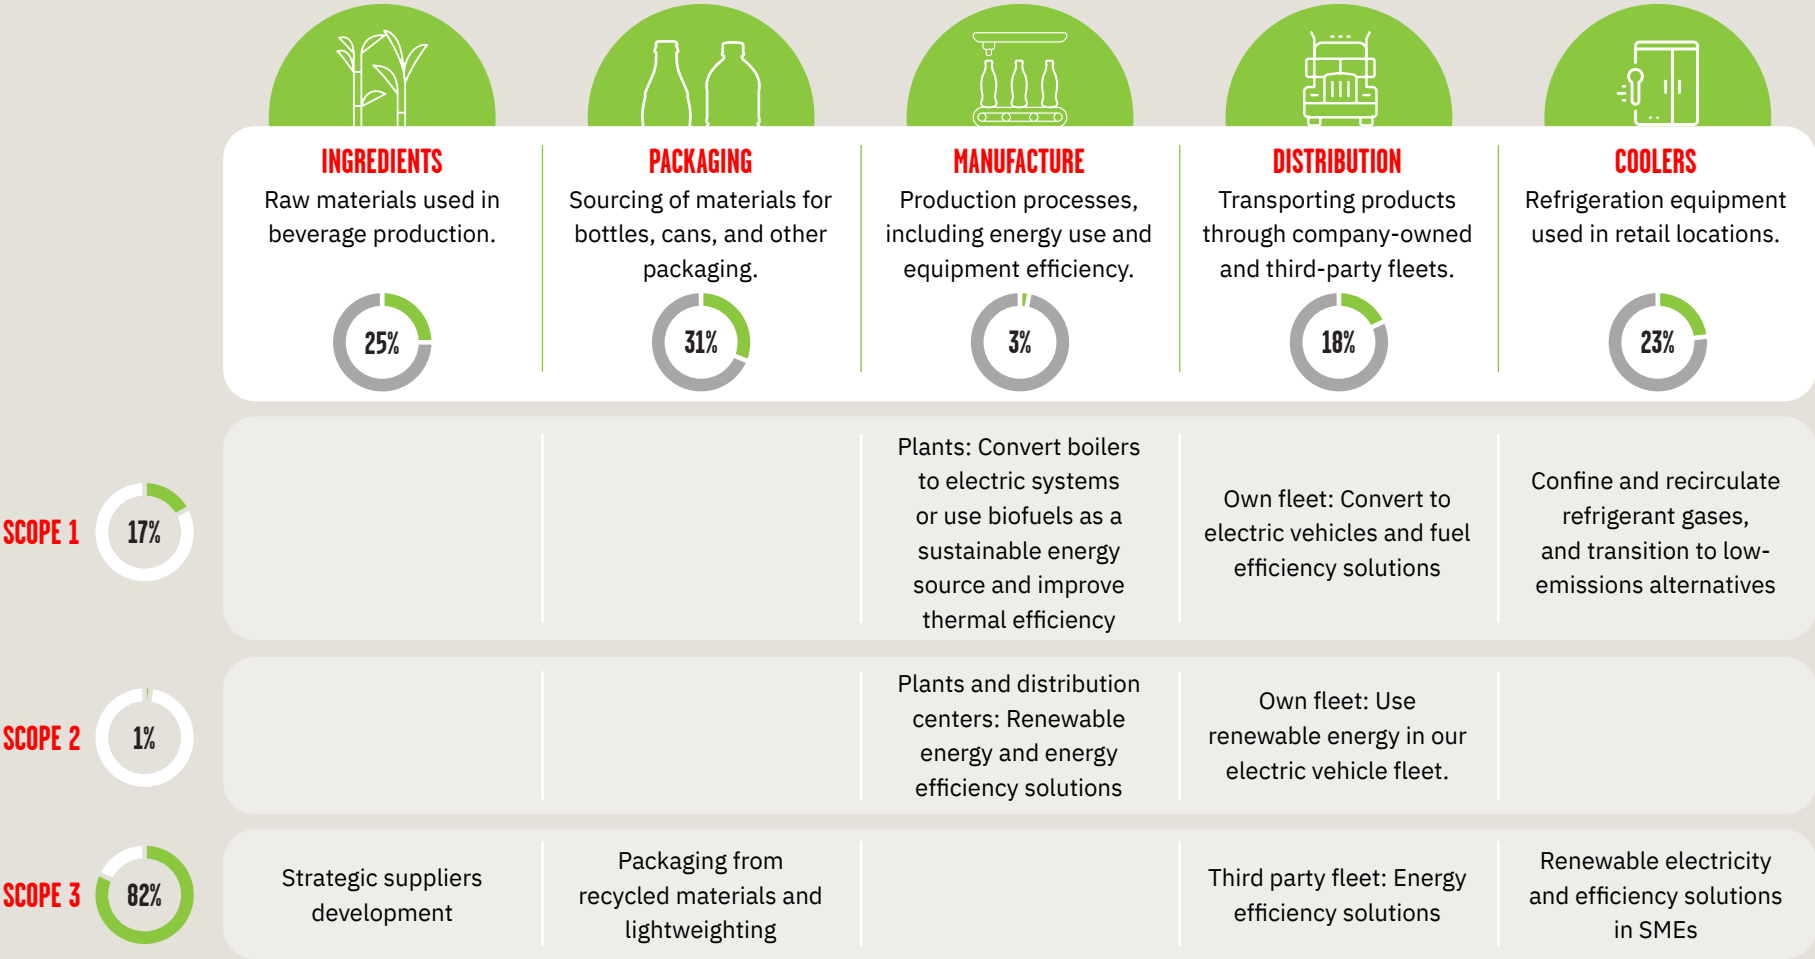 INGREDIENTS
Raw materials used in
beverage production.
25%
PACKAGING
Sourcing of materials for
bottles, cans, and other
packaging.
31%
MANUFACTURE
Production processes,
including energy use and
equipment efficiency.
3%
DISTRIBUTION
Transporting products
through company-owned
and third-party fleets.
18%
COOLERS
Refrigeration equipment
used in retail locations.
23%
SCOPE 1
17%
Plants: Convert boilers
to electric systems
or use biofuels as a
sustainable energy
source and improve
thermal efficiency
Own fleet: Convert to
electric vehicles and fuel
efficiency solutions
Confine and recirculate
refrigerant gases,
and transition to low-
emissions alternatives
SCOPE 2
1%
Plants and distribution
centers: Renewable
energy and energy
efficiency solutions
Own fleet: Use
renewable energy in our
electric vehicle fleet.
SCOPE 3
82%
Strategic suppliers
development
Packaging from
recycled materials and
lightweighting
Third party fleet: Energy
efficiency solutions
Renewable electricity
and efficiency solutions
in SMEs